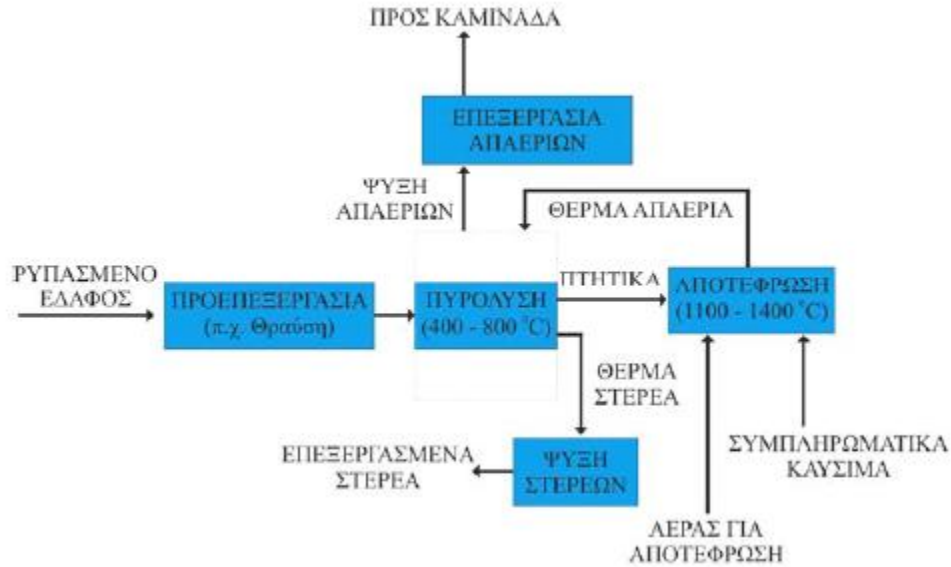 ΠΡΟΣ ΚΑΜΙΝΑΔΑ
ΕΠΕΞΕΡΓΑΣΙΑ
ΑΠΑΕΡΙΩΝ
ΨΥΞΗ
ΑΠΑΕΡΙΩΝ
ΘΕΡΜΑ ΑΠΑΕΡΙΑ
ΡΥΠΑΣΜΕΝΟ
ΕΔΑΦΟΣ
ΠΡΟΕΠΕΞΕΡΓΑΣΙΑ
(π.χ. Θραύση)
ΠΥΡΟΛΥΣΗ
(400 - 800 °C)
ΠΤΗΤΙΚΑ
ΑΠΟΤΕΦΡΩΣΗ
(1100 - 1400 °C)
ΘΕΡΜΑ
ΣΤΕΡΕΑ
ΕΠΕΞΕΡΓΑΣΜΕΝΑ
ΣΤΕΡΕΑ
ΨΥΞΗ
ΣΤΕΡΕΩΝ
ΣΥΜΠΛΗΡΩΜΑΤΙΚΑ
ΚΑΥΣΙΜΑ
ΑΕΡΑΣ ΓΙΑ
ΑΠΟΤΕΦΡΩΣΗ